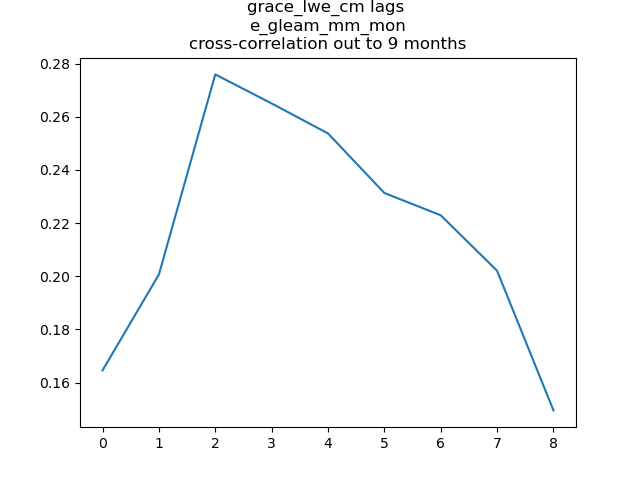 grace_lwe_cm lags
e_gleam_mm_mon
cross-correlation out to 9 months
0.28
0.26
0.24
0.22
0.20
0.18
0.16
0 1 2 3 4 5 6 7 8